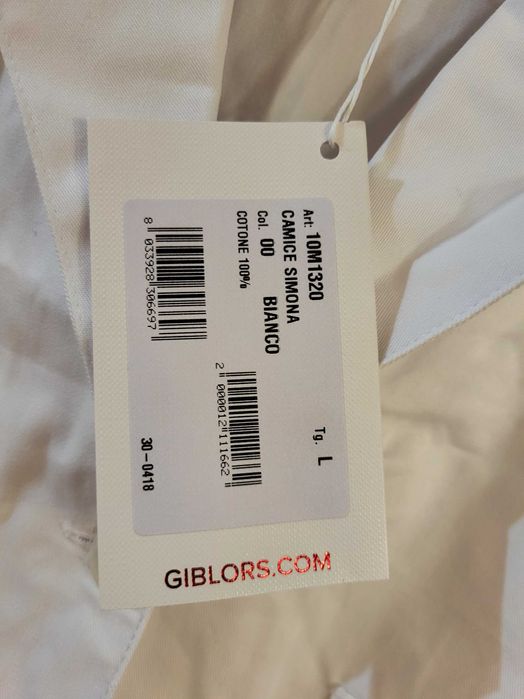 Art: 10M1320
CAMICE SIMONA
Col. 00 BIANCO
COTONE 100%
Tg. L
8 033928 306697
2 000012 111662
30-0418
GIBLORS.COM